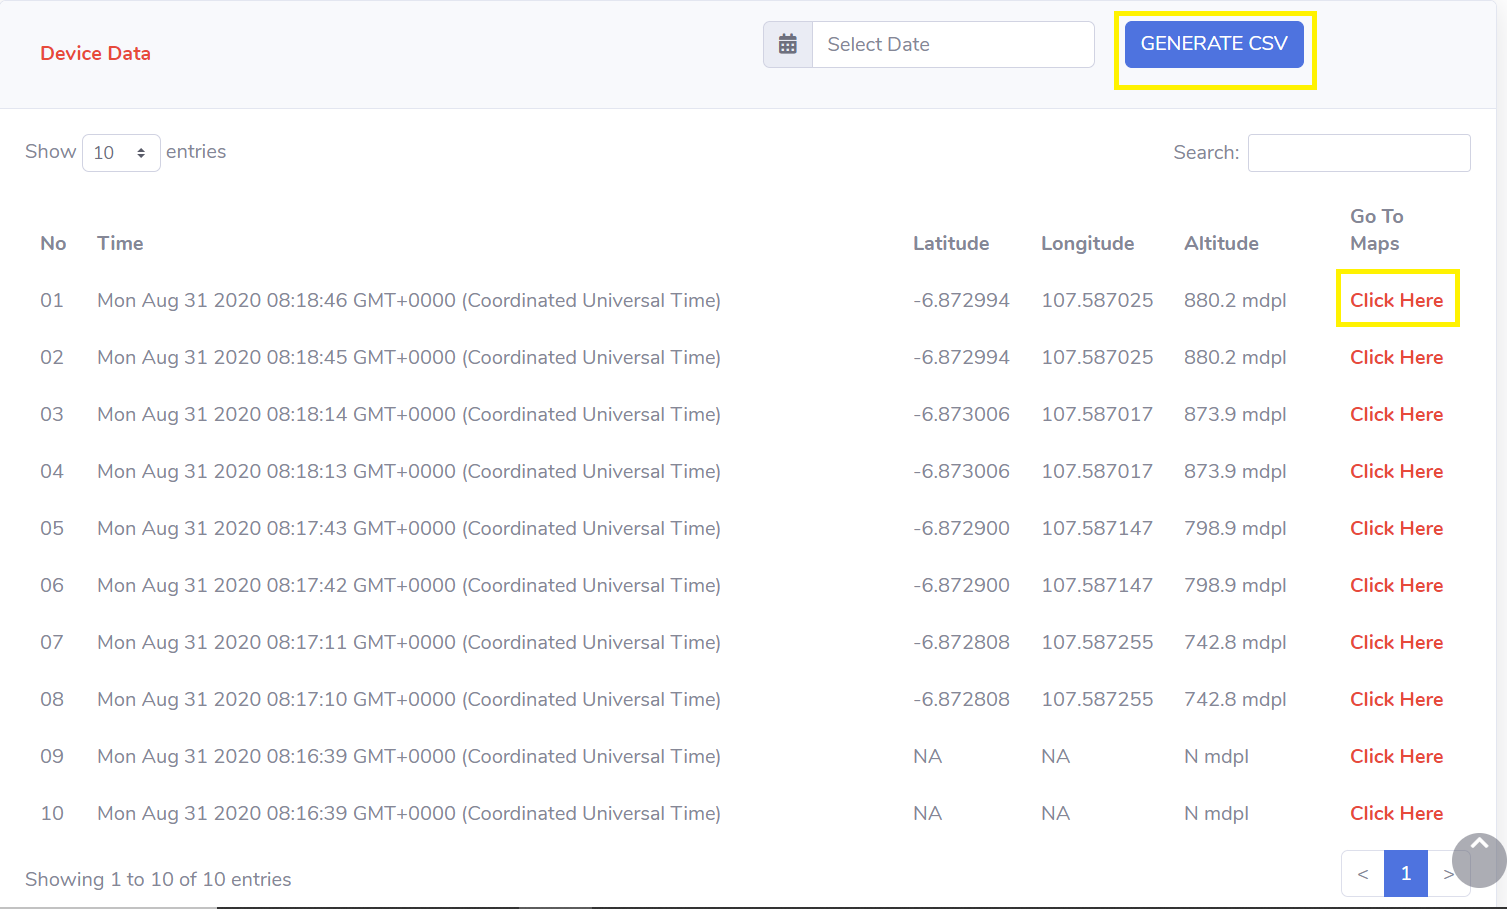 Device Data
Select Date
GENERATE CSV
Show 10 entries
Search:
No Time Latitude Longitude Altitude Go To Maps
01 Mon Aug 31 2020 08:18:46 GMT+0000 (Coordinated Universal Time) -6.872994 107.587025 880.2 mdpl Click Here
02 Mon Aug 31 2020 08:18:45 GMT+0000 (Coordinated Universal Time) -6.872994 107.587025 880.2 mdpl Click Here
03 Mon Aug 31 2020 08:18:14 GMT+0000 (Coordinated Universal Time) -6.873006 107.587017 873.9 mdpl Click Here
04 Mon Aug 31 2020 08:18:13 GMT+0000 (Coordinated Universal Time) -6.873006 107.587017 873.9 mdpl Click Here
05 Mon Aug 31 2020 08:17:43 GMT+0000 (Coordinated Universal Time) -6.872900 107.587147 798.9 mdpl Click Here
06 Mon Aug 31 2020 08:17:42 GMT+0000 (Coordinated Universal Time) -6.872900 107.587147 798.9 mdpl Click Here
07 Mon Aug 31 2020 08:17:11 GMT+0000 (Coordinated Universal Time) -6.872808 107.587255 742.8 mdpl Click Here
08 Mon Aug 31 2020 08:17:10 GMT+0000 (Coordinated Universal Time) -6.872808 107.587255 742.8 mdpl Click Here
09 Mon Aug 31 2020 08:16:39 GMT+0000 (Coordinated Universal Time) NA NA N mdpl Click Here
10 Mon Aug 31 2020 08:16:39 GMT+0000 (Coordinated Universal Time) NA NA N mdpl Click Here
Showing 1 to 10 of 10 entries
< 1 >